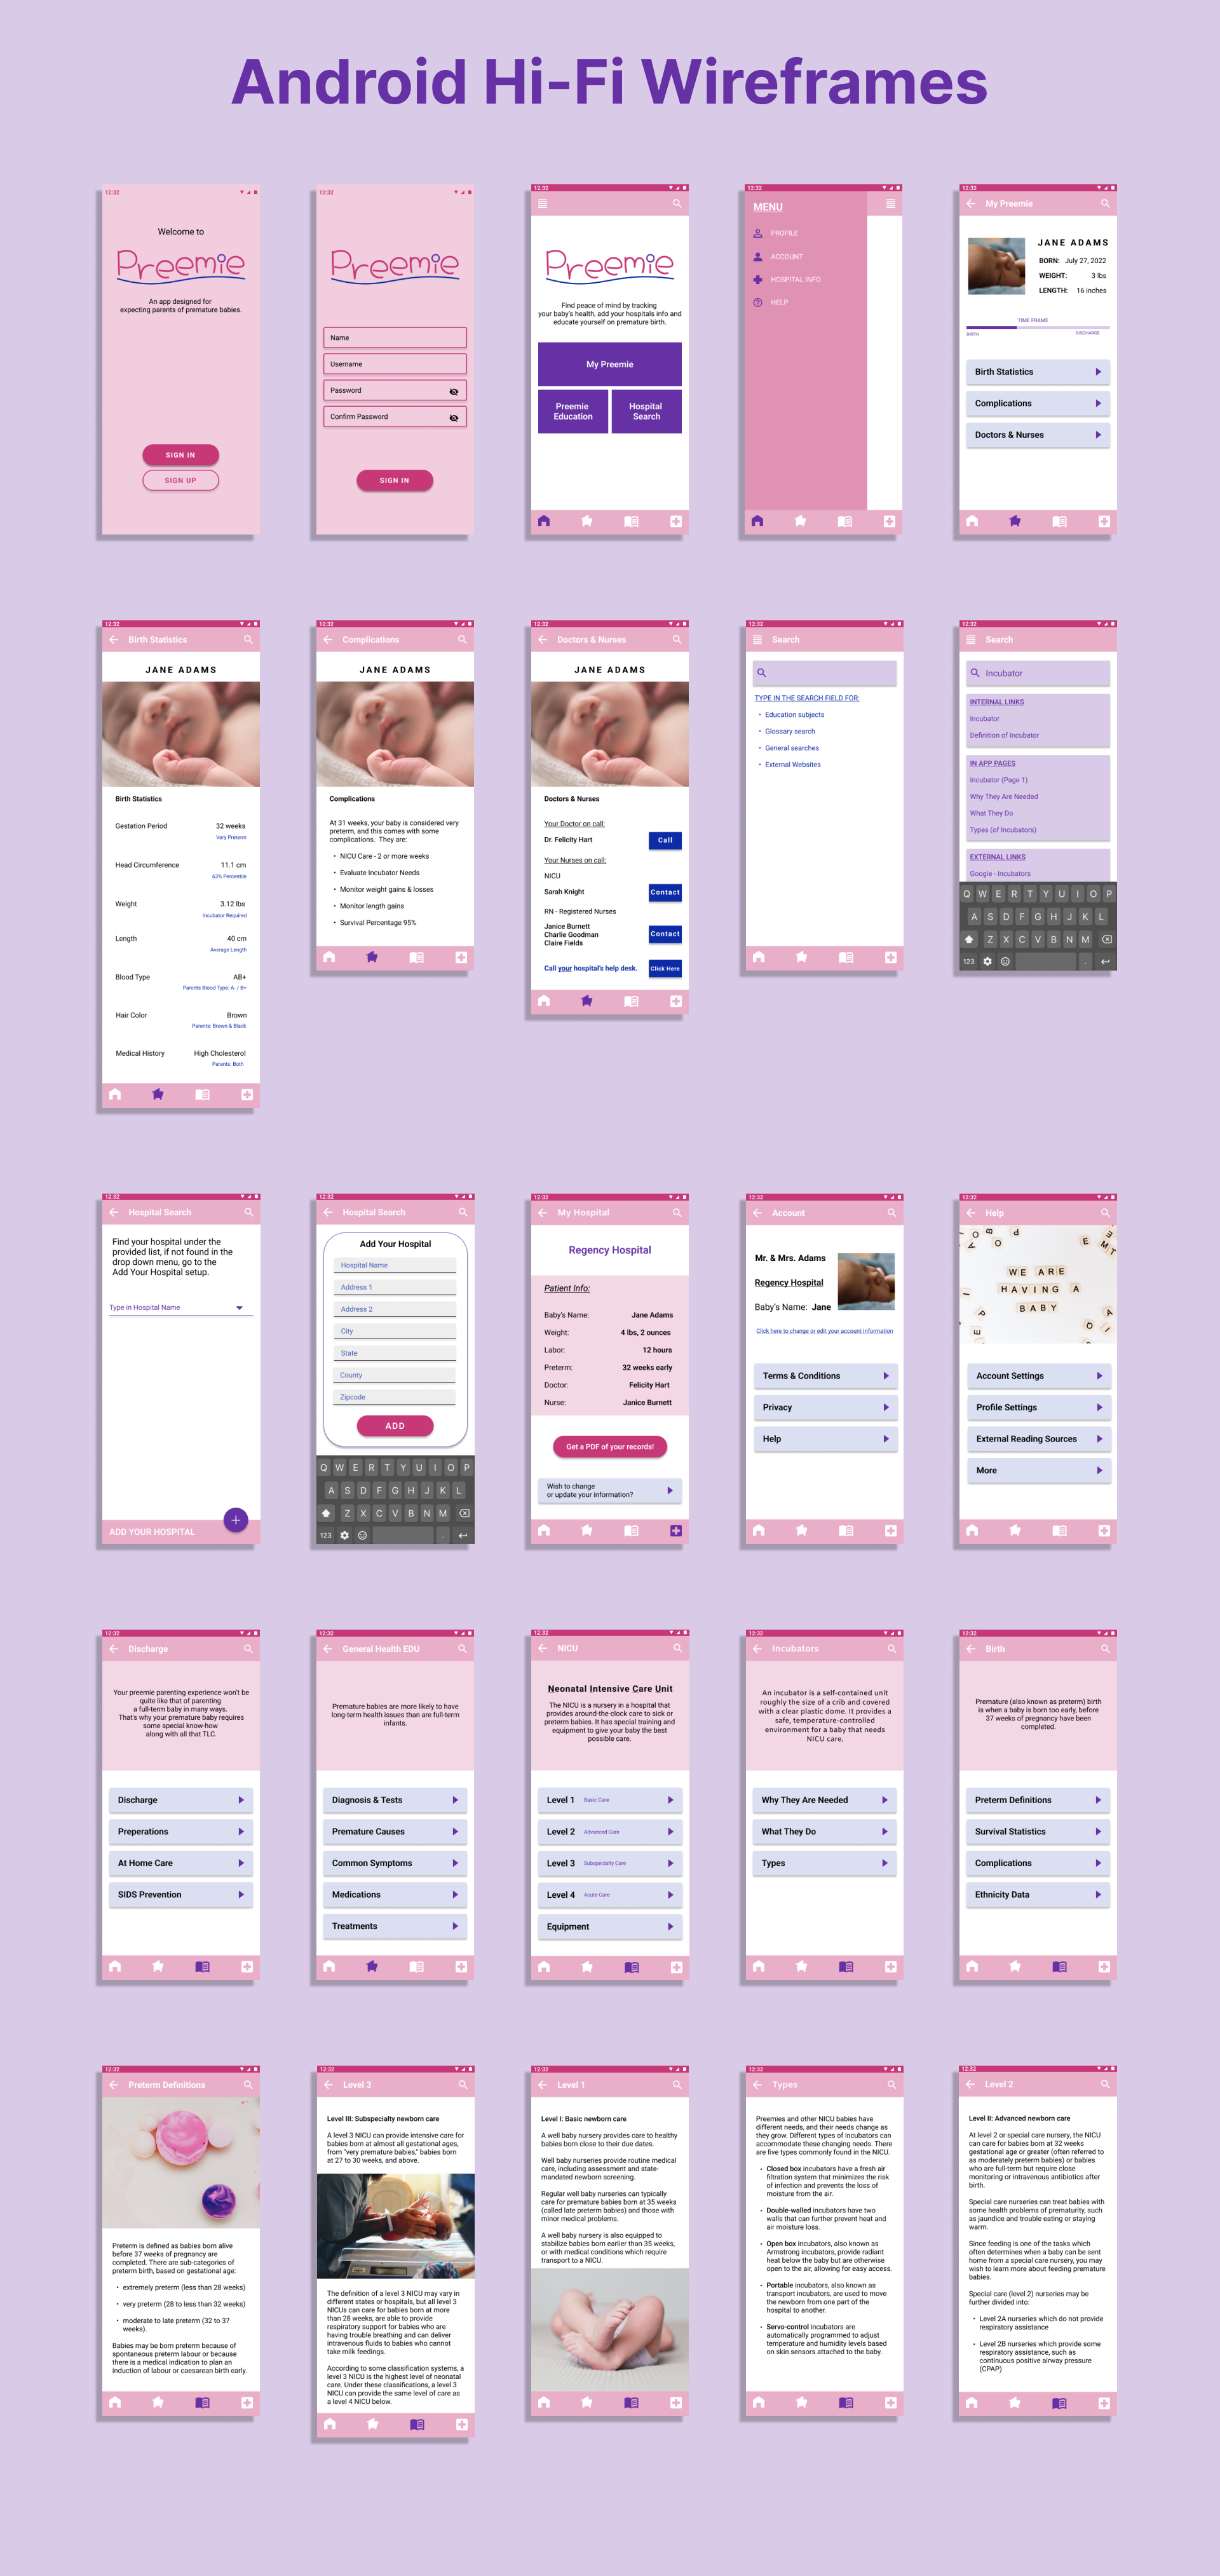 Android Hi-Fi Wireframes
12:32
Welcome to
Preemie
An app designed for
expecting parents of premature babies.
SIGN IN
SIGN UP
12:32
Preemie
Name
Username
Password
Confirm Password
SIGN IN
12:32
Preemie
Find peace of mind by tracking
your baby's health, add your hospitals info and
educate yourself on premature birth.
My Preemie
Preemie
Education
Hospital
Search
12:32
MENU
PROFILE
ACCOUNT
HOSPITAL INFO
HELP
12:32
My Preemie
JANE ADAMS
BORN: July 27, 2022
WEIGHT: 3 lbs
LENGTH: 16 inches
TIME FRAME
BIRTH
DISCHARGE
Birth Statistics
Complications
Doctors & Nurses
12:32
Birth Statistics
JANE ADAMS
Birth Statistics
Gestation Period 32 weeks
Very Preterm
Head Circumference 11.1 cm
63% Percentile
Weight 3.12 lbs
Incubator Required
Length 40 cm
Average Length
Blood Type AB+
Parents Blood Type: A- / B+
Hair Color Brown
Parents: Brown & Black
Medical History High Cholesterol
Parents: Both
12:32
Complications
JANE ADAMS
Complications
At 31 weeks, your baby is considered very
preterm, and this comes with some
complications. They are:
• NICU Care - 2 or more weeks
• Evaluate Incubator Needs
• Monitor weight gains & losses
• Monitor length gains
• Survival Percentage 95%
12:32
Doctors & Nurses
JANE ADAMS
Doctors & Nurses
Your Doctor on call:
Dr. Felicity Hart Call
Your Nurses on call:
NICU
Sarah Knight Contact
RN - Registered Nurses
Janice Burnett
Charlie Goodman Contact
Claire Fields
Call your hospital's help desk. Click Here
12:32
Search
TYPE IN THE SEARCH FIELD FOR:
• Education subjects
• Glossary search
• General searches
• External Websites
12:32
Search
Incubator
INTERNAL LINKS
Incubator
Definition of Incubator
IN APP PAGES
Incubator (Page 1)
Why They Are Needed
What They Do
Types (of Incubators)
EXTERNAL LINKS
Google - Incubators
Q W E R T Y U I O P
A S D F G H J K L
Z X C V B N M
123 .
12:32
Hospital Search
Find your hospital under the
provided list, if not found in the
drop down menu, go to the
Add Your Hospital setup.
Type in Hospital Name
ADD YOUR HOSPITAL
12:32
Hospital Search
Add Your Hospital
Hospital Name
Address 1
Address 2
City
State
County
Zipcode
ADD
Q W E R T Y U I O P
A S D F G H J K L
Z X C V B N M
123 .
12:32
My Hospital
Regency Hospital
Patient Info:
Baby's Name: Jane Adams
Weight: 4 lbs, 2 ounces
Labor: 12 hours
Preterm: 32 weeks early
Doctor: Felicity Hart
Nurse: Janice Burnett
Get a PDF of your records!
Wish to change
or update your information?
12:32
Account
Mr. & Mrs. Adams
Regency Hospital
Baby's Name: Jane
Click here to change or edit your account information
Terms & Conditions
Privacy
Help
12:32
Help
WE ARE
HAVING A
BABY
Account Settings
Profile Settings
External Reading Sources
More
12:32
Discharge
Your preemie parenting experience won't be
quite like that of parenting
a full-term baby in many ways.
That's why your premature baby requires
some special know-how
along with all that TLC.
Discharge
Preperations
At Home Care
SIDS Prevention
12:32
General Health EDU
Premature babies are more likely to have
long-term health issues than are full-term
infants.
Diagnosis & Tests
Premature Causes
Common Symptoms
Medications
Treatments
12:32
NICU
Neonatal Intensive Care Unit
The NICU is a nursery in a hospital that
provides around-the-clock care to sick or
preterm babies. It has special training and
equipment to give your baby the best
possible care.
Level 1 Basic Care
Level 2 Advanced Care
Level 3 Subspecialty Care
Level 4 Acute Care
Equipment
12:32
Incubators
An incubator is a self-contained unit
roughly the size of a crib and covered
with a clear plastic dome. It provides a
safe, temperature-controlled
environment for a baby that needs
NICU care.
Why They Are Needed
What They Do
Types
12:32
Birth
Premature (also known as preterm) birth
is when a baby is born too early, before
37 weeks of pregnancy have been
completed.
Preterm Definitions
Survival Statistics
Complications
Ethnicity Data
12:32
Preterm Definitions
Preterm is defined as babies born alive
before 37 weeks of pregnancy are
completed. There are sub-categories of
preterm birth, based on gestational age:
• extremely preterm (less than 28 weeks)
• very preterm (28 to less than 32 weeks)
• moderate to late preterm (32 to 37
weeks).
Babies may be born preterm because of
spontaneous preterm labour or because
there is a medical indication to plan an
induction of labour or caesarean birth early.
12:32
Level 3
Level III: Subspecialty newborn care
A level 3 NICU can provide intensive care for
babies born at almost all gestational ages,
from "very premature babies," babies born
at 27 to 30 weeks, and above.
The definition of a level 3 NICU may vary in
different states or hospitals, but all level 3
NICUs can care for babies born at more
than 28 weeks, are able to provide
respiratory support for babies who are
having trouble breathing and can deliver
intravenous fluids to babies who cannot
take milk feedings.
According to some classification systems, a
level 3 NICU is the highest level of neonatal
care. Under these classifications, a level 3
NICU can provide the same level of care as
a level 4 NICU below.
12:32
Level 1
Level I: Basic newborn care
A well baby nursery provides care to healthy
babies born close to their due dates.
Well baby nurseries provide routine medical
care, including assessment and state-
mandated newborn screening.
Regular well baby nurseries can typically
care for premature babies born at 35 weeks
(called late preterm babies) and those with
minor medical problems.
A well baby nursery is also equipped to
stabilize babies born earlier than 35 weeks,
or with medical conditions which require
transport to a NICU.
12:32
Types
Preemies and other NICU babies have
different needs, and their needs change as
they grow. Different types of incubators can
accommodate these changing needs. There
are five types commonly found in the NICU.
• Closed box incubators have a fresh air
filtration system that minimizes the risk
of infection and prevents the loss of
moisture from the air.
• Double-walled incubators have two
walls that can further prevent heat and
air moisture loss.
• Open box incubators, also known as
Armstrong incubators, provide radiant
heat below the baby but are otherwise
open to the air, allowing for easy access.
• Portable incubators, also known as
transport incubators, are used to move
the newborn from one part of the
hospital to another.
• Servo-control incubators are
automatically programmed to adjust
temperature and humidity levels based
on skin sensors attached to the baby.
12:32
Level 2
Level II: Advanced newborn care
At level 2 or special care nursery, the NICU
can care for babies born at 32 weeks
gestational age or greater (often referred to
as moderately preterm babies) or babies
who are full-term but require close
monitoring or intravenous antibiotics after
birth.
Special care nurseries can treat babies with
some health problems of prematurity, such
as jaundice and trouble eating or staying
warm.
Since feeding is one of the tasks which
often determines when a baby can be sent
home from a special care nursery, you may
wish to learn more about feeding premature
babies.
Special care (level 2) nurseries may be
further divided into:
• Level 2A nurseries which do not provide
respiratory assistance
• Level 2B nurseries which provide some
respiratory assistance, such as
continuous positive airway pressure
(CPAP)